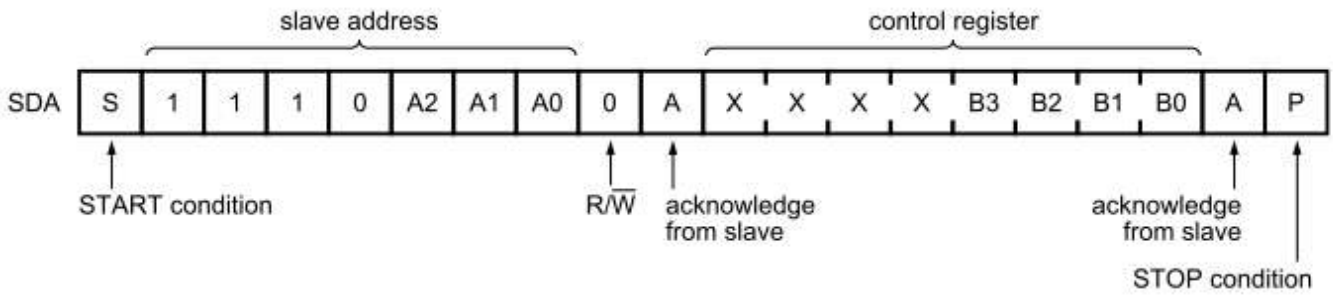 slave address control register
SDA S 1 1 1 0 A2 A1 A0 0 A X X X X B3 B2 B1 B0 A P
START condition R/W̅ acknowledge from slave acknowledge from slave
STOP condition